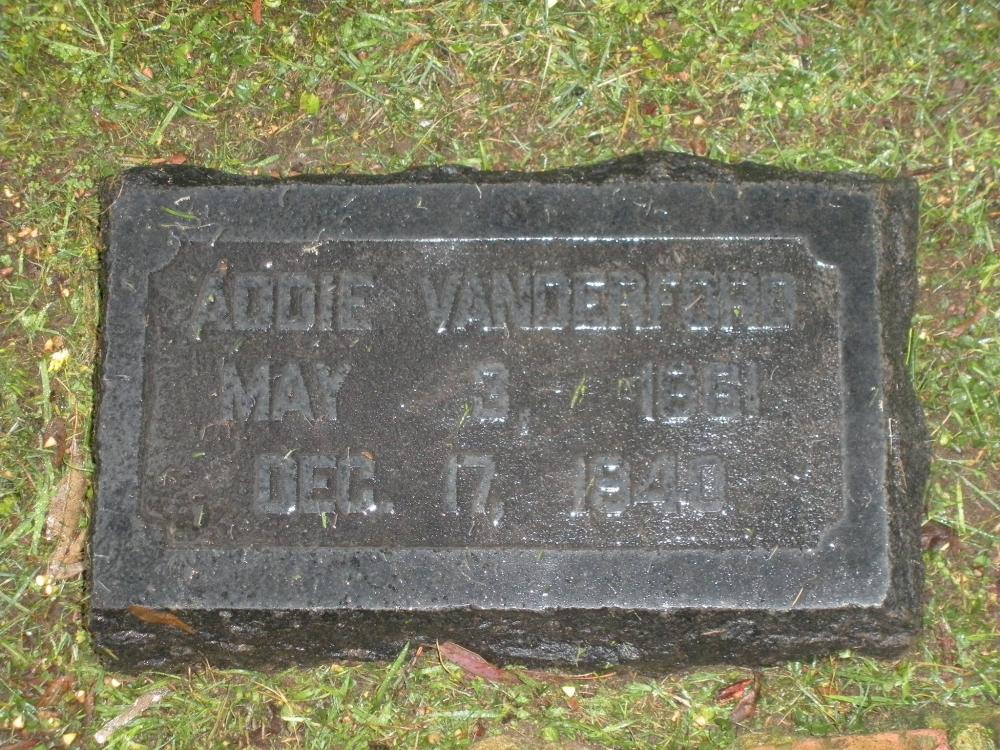 ADDIE VANDERFORD
MAY 3, 1861
DEC. 17, 1940